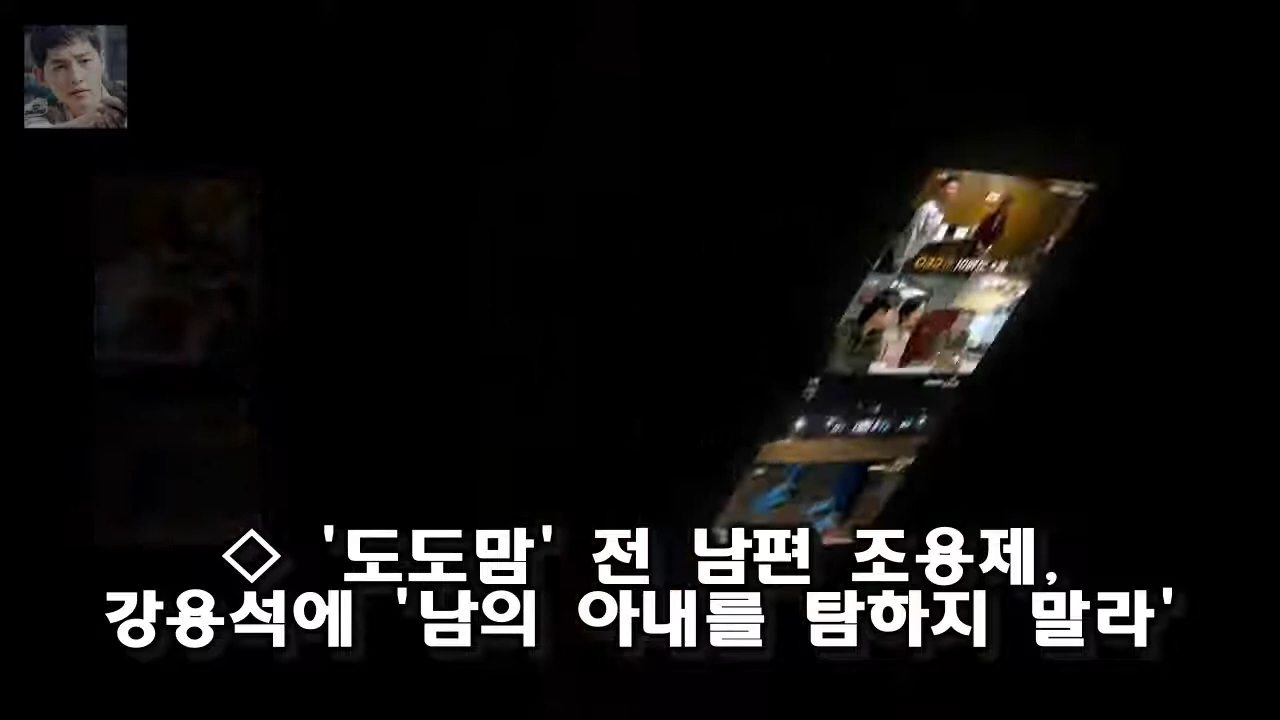 ◇ '도도맘' 전 남편 조용제,
강용석에 '남의 아내를 탐하지 말라'